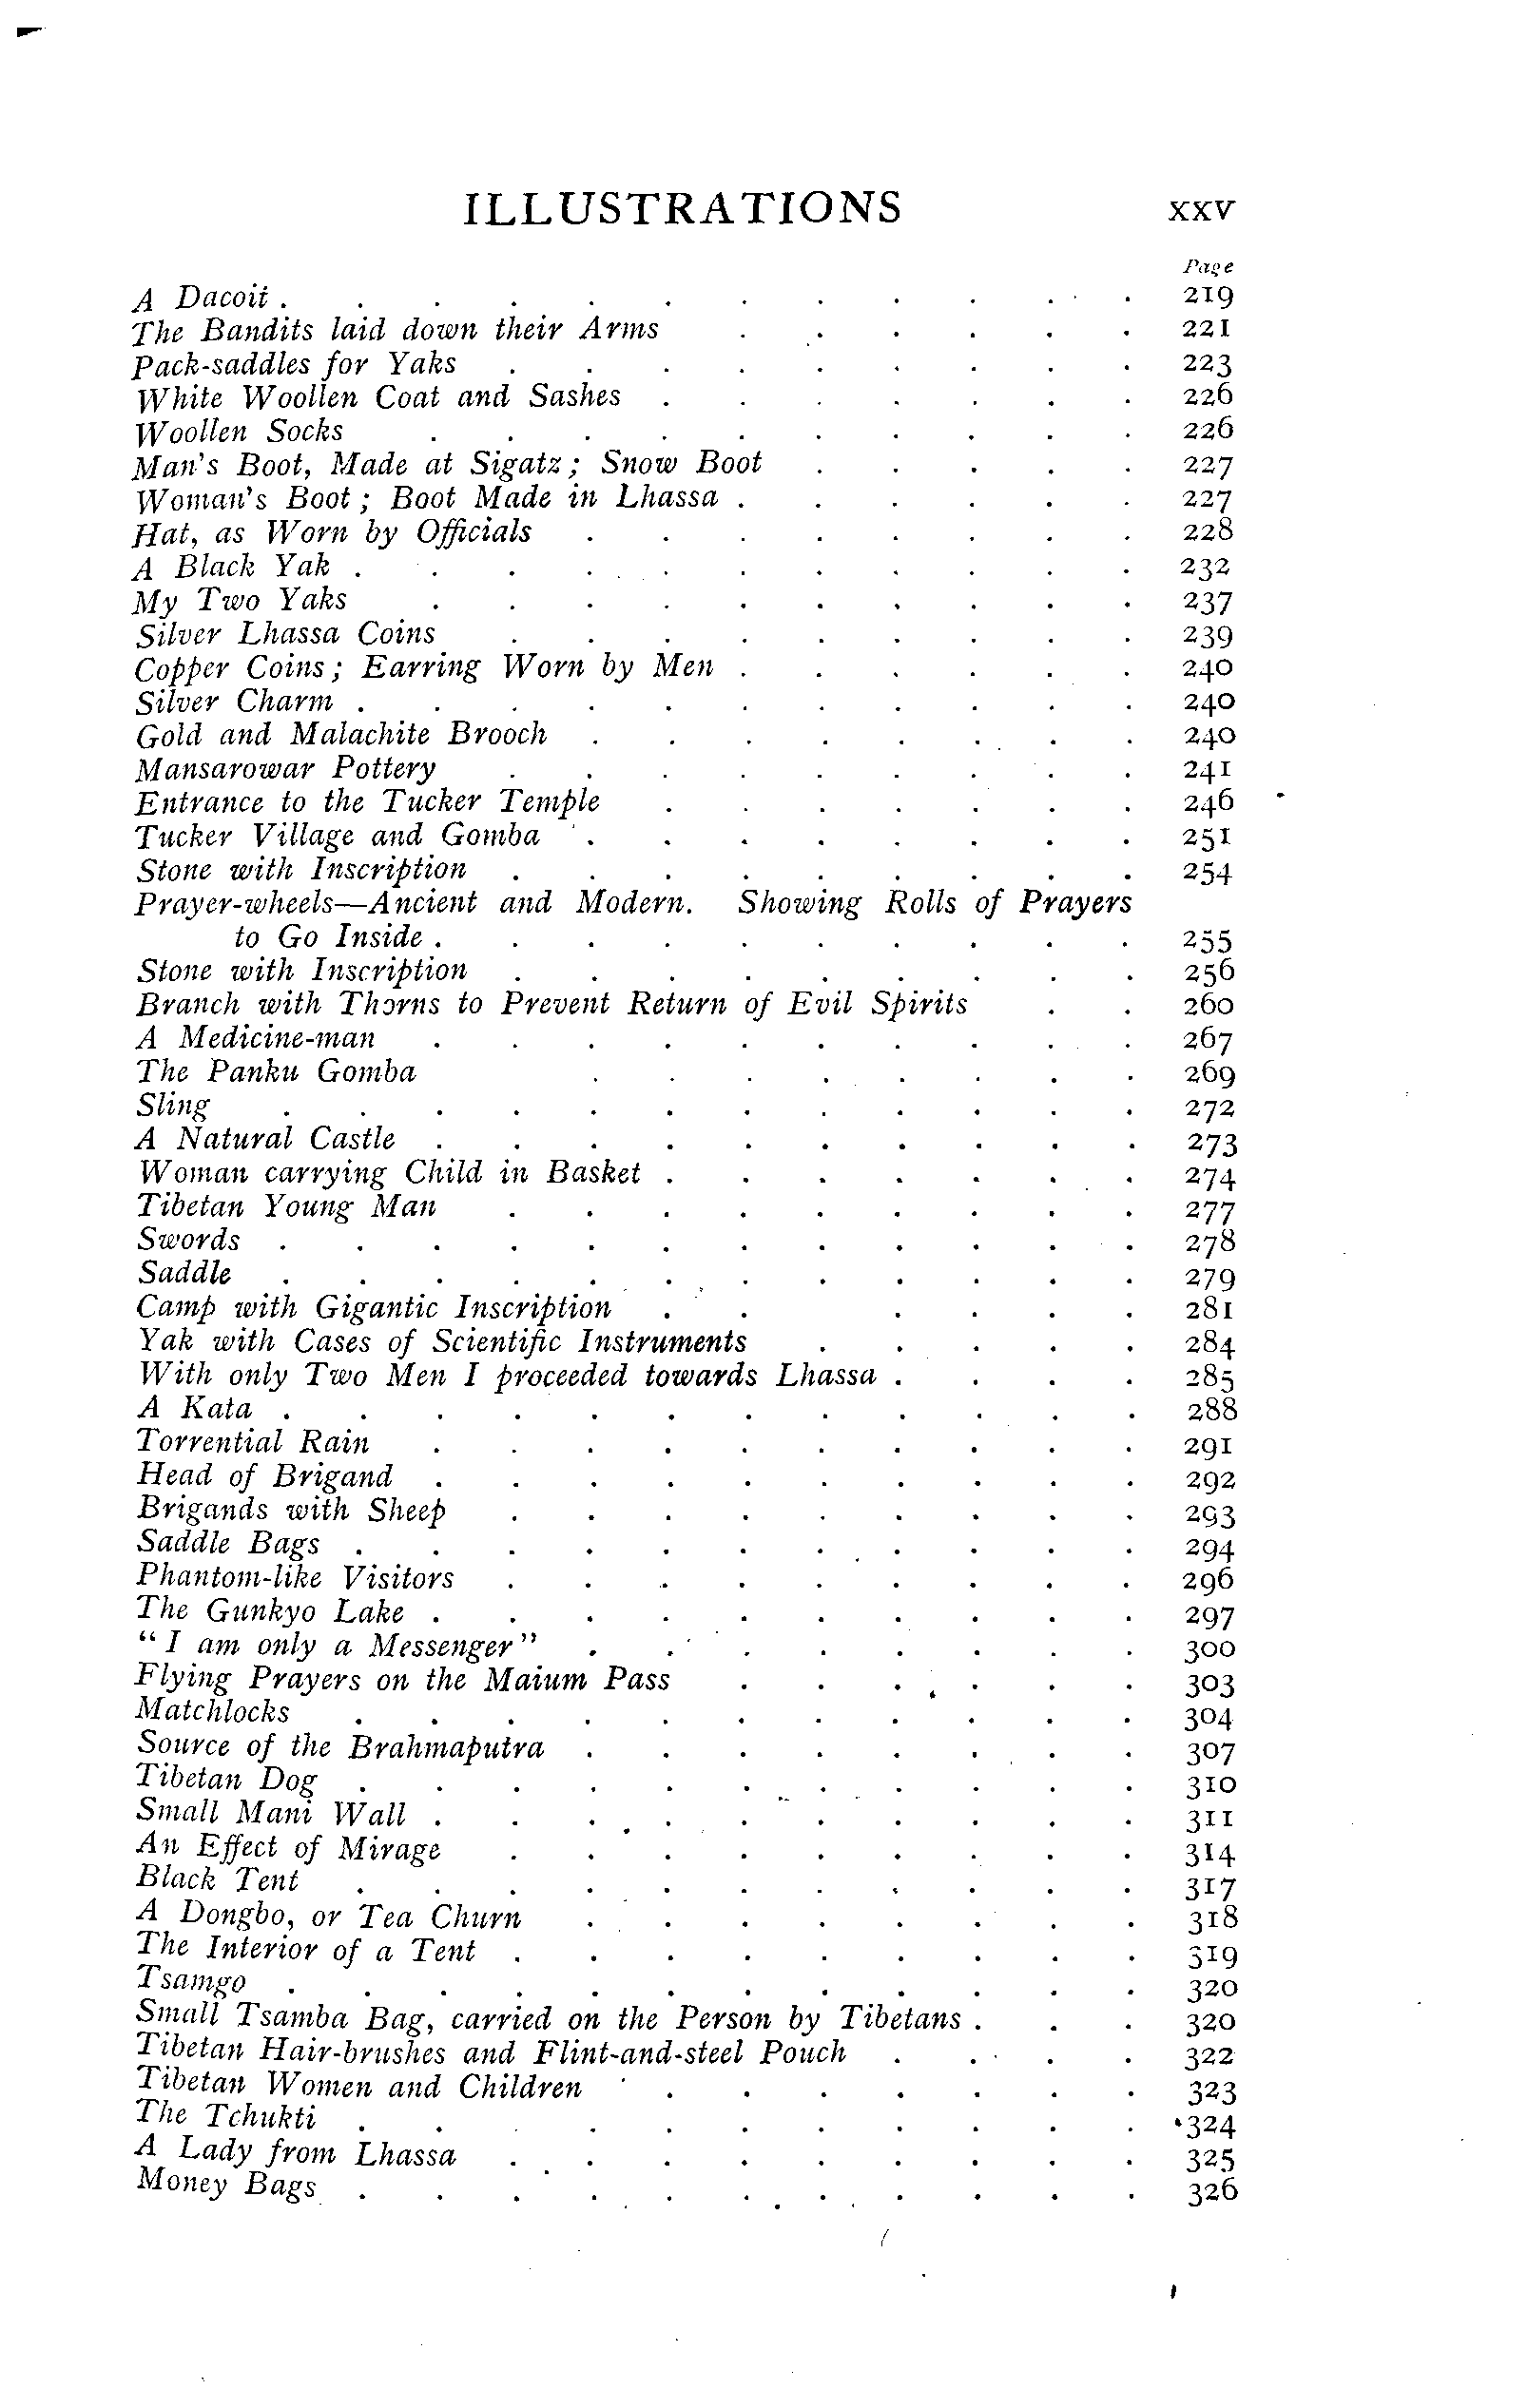 ILLUSTRATIONS xxv
Page
A Dacoit . . . . . . . . . . . . 219
The Bandits laid down their Arms . . . . . . 221
Pack-saddles for Yaks . . . . . . . . . 223
White Woollen Coat and Sashes . . . . . . . 226
Woollen Socks . . . . . . . . . . 226
Man's Boot, Made at Sigatz; Snow Boot . . . . . 227
Woman's Boot; Boot Made in Lhassa . . . . . . 227
Hat, as Worn by Officials . . . . . . . . 228
A Black Yak . . . . . . . . . . . 232
My Two Yaks . . . . . . . . . . 237
Silver Lhassa Coins . . . . . . . . . 239
Copper Coins; Earring Worn by Men . . . . . . 240
Silver Charm . . . . . . . . . . . 240
Gold and Malachite Brooch . . . . . . . . 240
Mansarowar Pottery . . . . . . . . . 241
Entrance to the Tucker Temple . . . . . . . 246
Tucker Village and Gomba . . . . . . . . 251
Stone with Inscription . . . . . . . . . 254
Prayer-wheels—Ancient and Modern. Showing Rolls of Prayers
to Go Inside . . . . . . . . . . 255
Stone with Inscription . . . . . . . . . 256
Branch with Thorns to Prevent Return of Evil Spirits . . 260
A Medicine-man . . . . . . . . . . 267
The Panku Gomba . . . . . . . . 269
Sling . . . . . . . . . . . . 272
A Natural Castle . . . . . . . . . . 273
Woman carrying Child in Basket . . . . . . . 274
Tibetan Young Man . . . . . . . . . 277
Swords . . . . . . . . . . . . 278
Saddle . . . . . . . . . . . . 279
Camp with Gigantic Inscription . . . . . . 281
Yak with Cases of Scientific Instruments . . . . . 284
With only Two Men I proceeded towards Lhassa . . . . 285
A Kata . . . . . . . . . . . . 288
Torrential Rain . . . . . . . . . . 291
Head of Brigand . . . . . . . . . . 292
Brigands with Sheep . . . . . . . . . 293
Saddle Bags . . . . . . . . . . . 294
Phantom-like Visitors . . . . . . . . . 296
The Gunkyo Lake . . . . . . . . . . 297
"I am only a Messenger" . . . . . . . . 300
Flying Prayers on the Maium Pass . . . . . . 303
Matchlocks . . . . . . . . . . . 304
Source of the Brahmaputra . . . . . . . . 307
Tibetan Dog . . . . . . . . . . . 310
Small Mani Wall . . . . . . . . . . 311
An Effect of Mirage . . . . . . . . . 314
Black Tent . . . . . . . . . . . 317
A Dongbo, or Tea Churn . . . . . . . . 318
The Interior of a Tent . . . . . . . . . 319
Tsamgo . . . . . . . . . . . . 320
Small Tsamba Bag, carried on the Person by Tibetans . . . 320
Tibetan Hair-brushes and Flint-and-steel Pouch . . . . 322
Tibetan Women and Children . . . . . . . 323
The Tchukti . . . . . . . . . . 324
A Lady from Lhassa . . . . . . . . . 325
Money Bags . . . . . . . . . . . 326